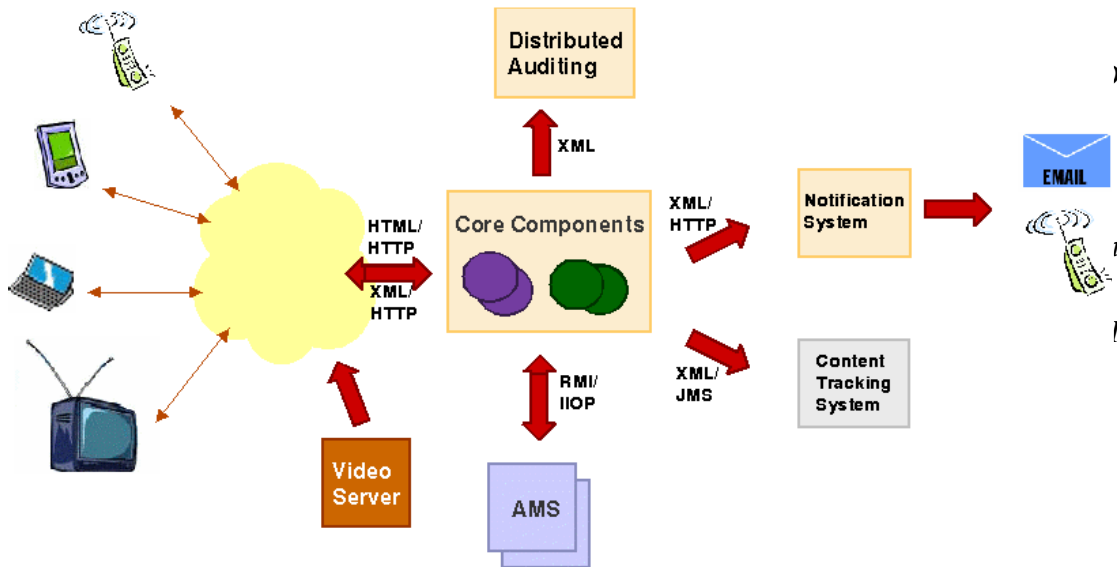 Distributed
Auditing
XML
HTML/
HTTP
XML/
HTTP
Core Components
XML/
HTTP
Notification
System
EMAIL
XML/
JMS
Content
Tracking
System
RMI/
IIOP
Video
Server
AMS